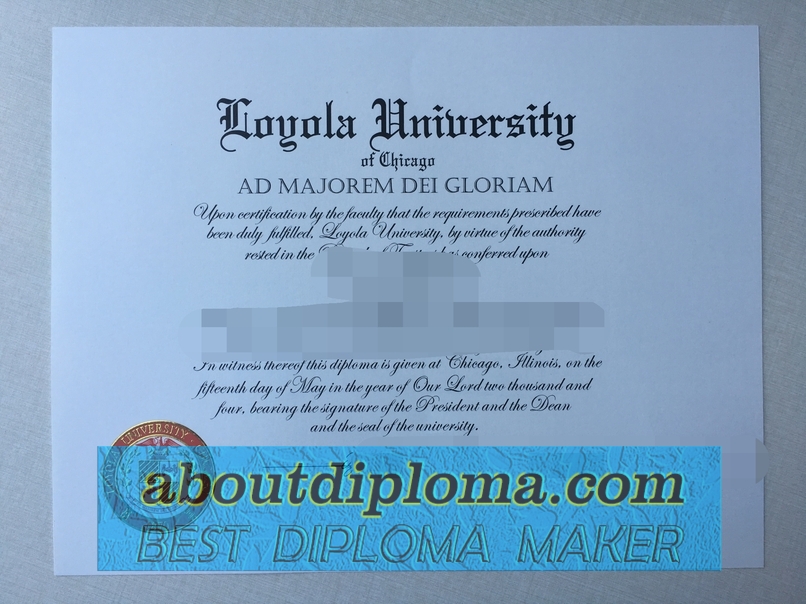 Loyola University
of Chicago
AD MAJOREM DEI GLORIAM
Upon certification by the faculty that the requirements prescribed have
been duly fulfilled, Loyola University, by virtue of the authority
rested in the has conferred upon
In witness thereof this diploma is given at Chicago, Illinois, on the
fifteenth day of May in the year of Our Lord two thousand and
four, bearing the signature of the President and the Dean
and the seal of the university.
UNIVERSITY
aboutdiploma.com
BEST DIPLOMA MAKER